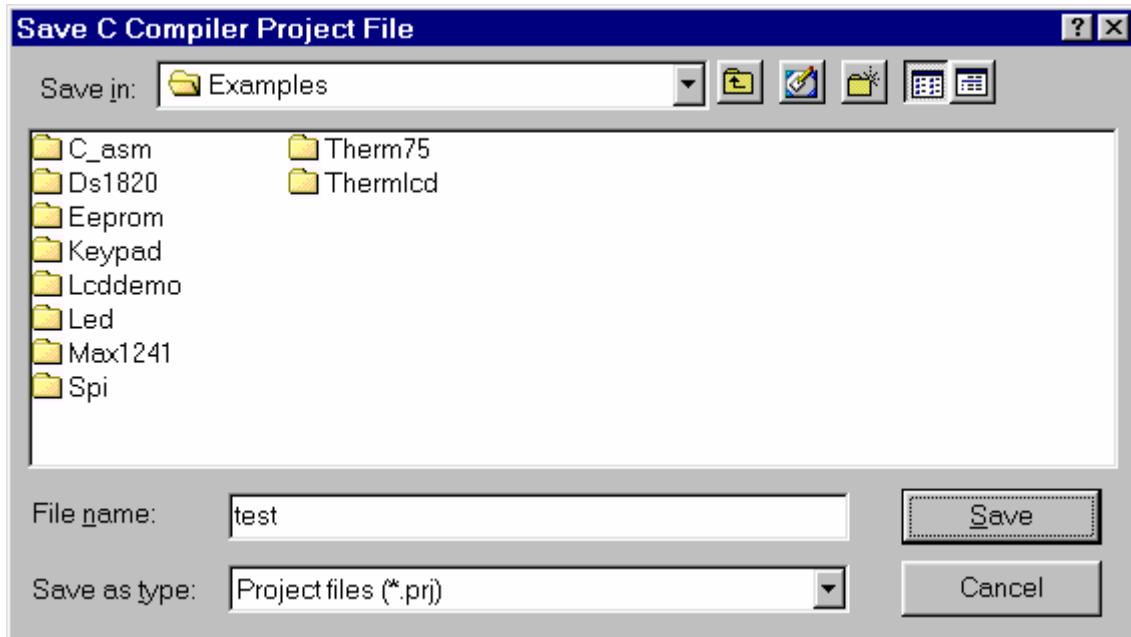 Save C Compiler Project File
Save in: Examples
C_asm
Ds1820
Eeprom
Keypad
Lcddemo
Led
Max1241
Spi
Therm75
Thermlcd
File name: test Save
Save as type: Project files (*.prj) Cancel